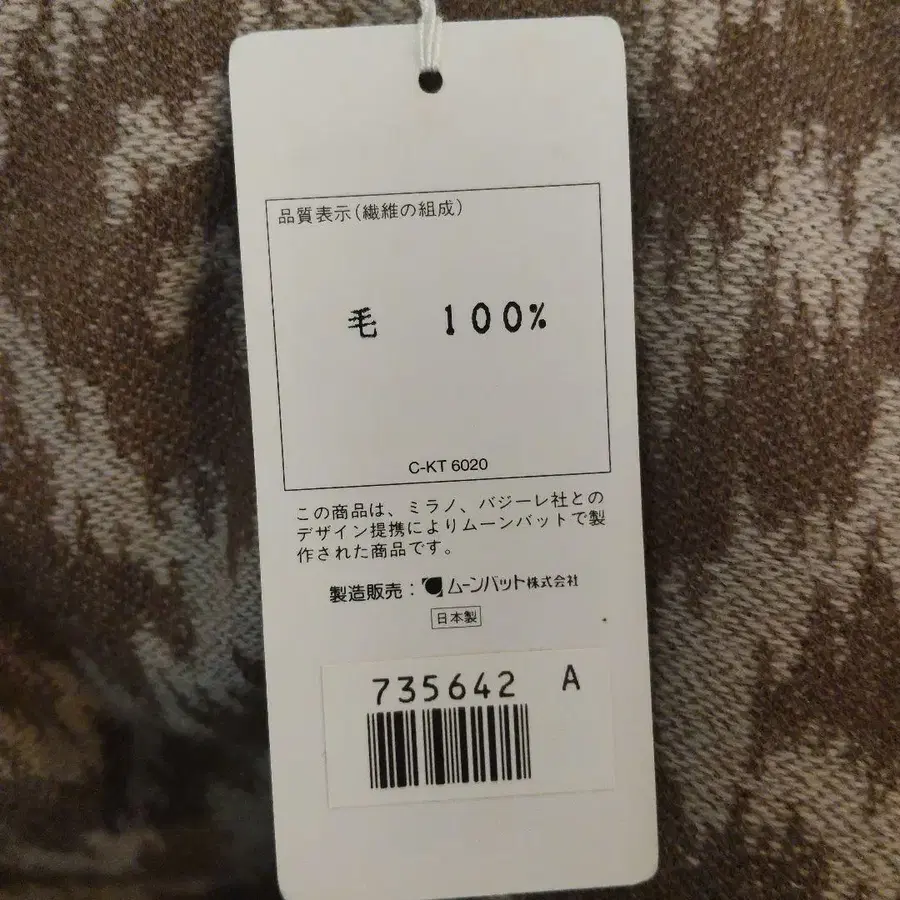 品質表示(繊維の組成)
毛 100%
C-KT 6020
この商品は、ミラノ、バジーレ社との
デザイン提携によりムーンバットで製
作された商品です。
製造販売：ムーンバット株式会社
日本製
735642 A